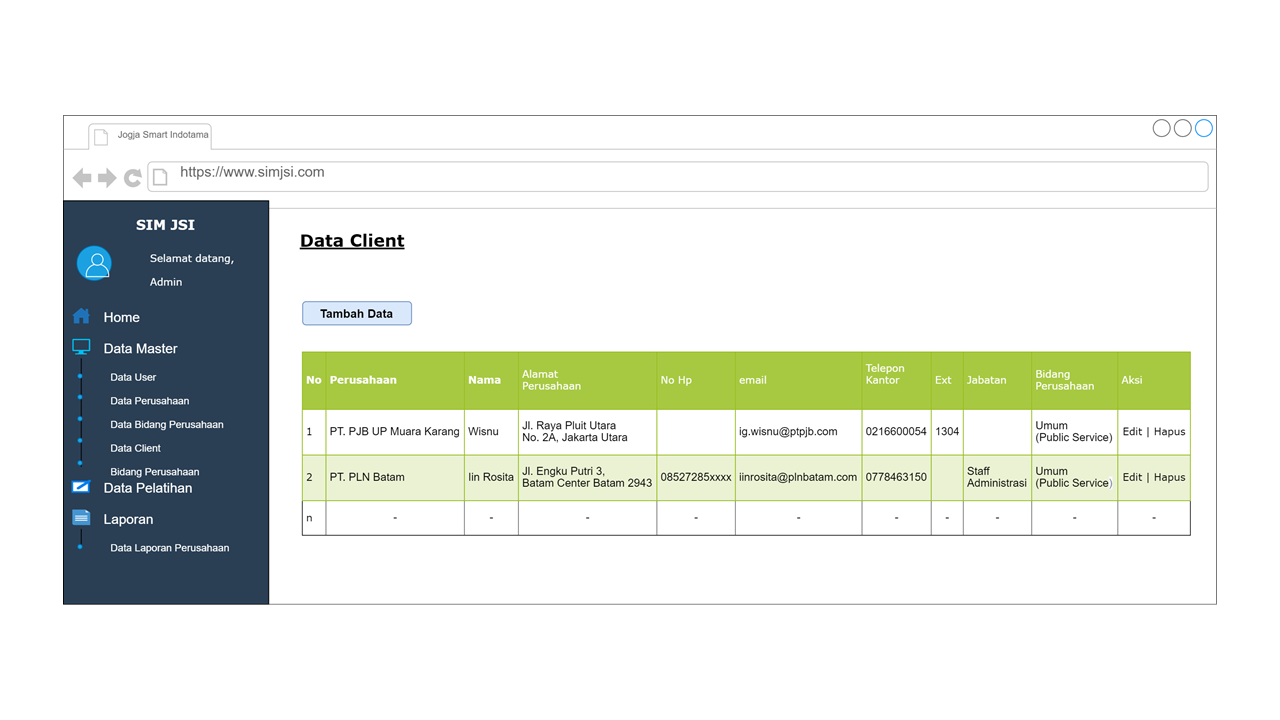 Jogja Smart Indotama
https://www.simjsi.com
SIM JSI
Selamat datang,
Admin
Home
Data Master
Data User
Data Perusahaan
Data Bidang Perusahaan
Data Client
Bidang Perusahaan
Data Pelatihan
Laporan
Data Laporan Perusahaan
Data Client
Tambah Data
No Perusahaan Nama Alamat Perusahaan No Hp email Telepon Kantor Ext Jabatan Bidang Perusahaan Aksi
1 PT. PJB UP Muara Karang Wisnu Jl. Raya Pluit Utara No. 2A, Jakarta Utara ig.wisnu@ptpjb.com 0216600054 1304 Umum (Public Service) Edit | Hapus
2 PT. PLN Batam Iin Rosita Jl. Engku Putri 3, Batam Center Batam 2943 08527285xxxx iinrosita@plnbatam.com 0778463150 Staff Administrasi Umum (Public Service) Edit | Hapus
n - - - - - - - - - -